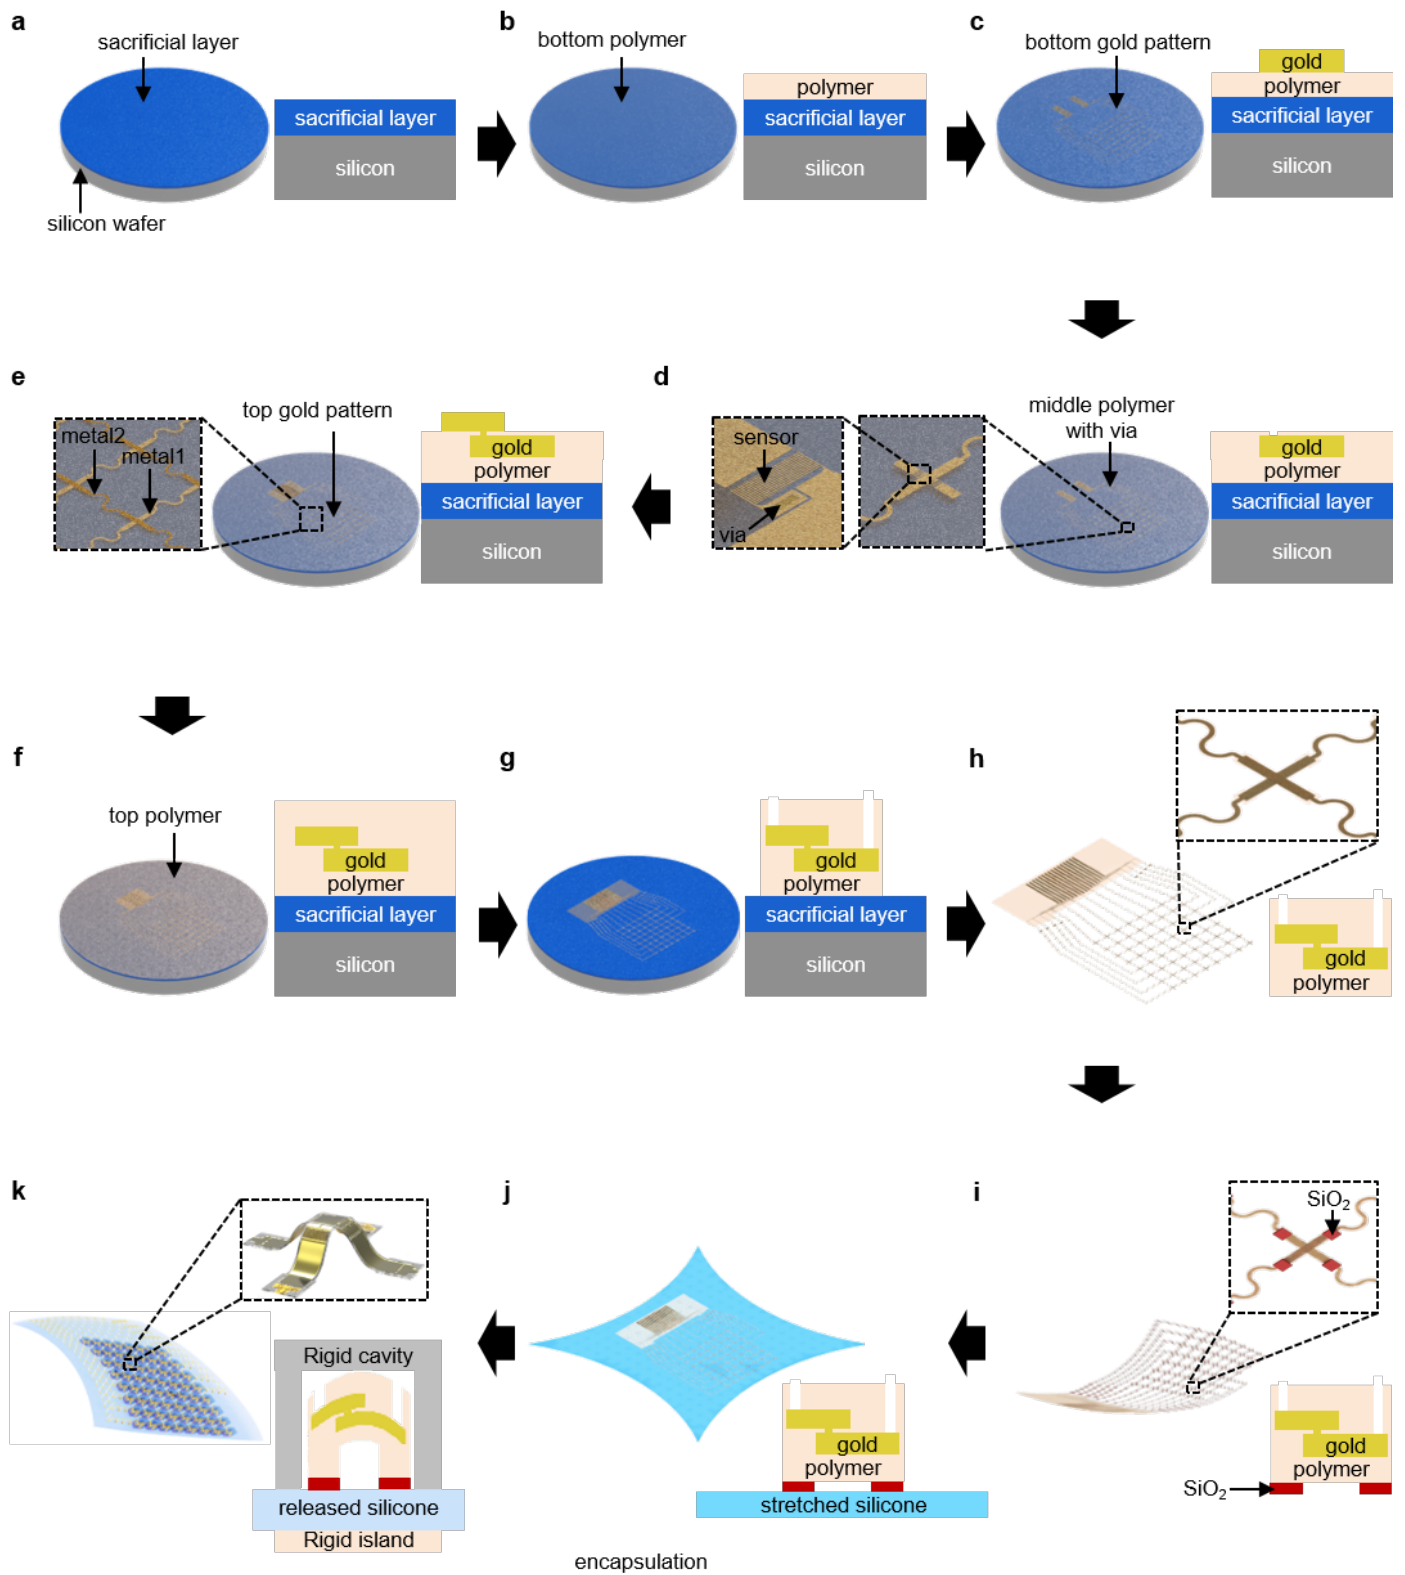 a
sacrificial layer
silicon wafer
sacrificial layer
silicon
b
bottom polymer
polymer
sacrificial layer
silicon
c
bottom gold pattern
gold
polymer
sacrificial layer
silicon
e
metal2
metal1
top gold pattern
gold
polymer
sacrificial layer
silicon
d
sensor
via
middle polymer
with via
gold
polymer
sacrificial layer
silicon
f
top polymer
gold
polymer
sacrificial layer
silicon
g
gold
polymer
sacrificial layer
silicon
h
gold
polymer
k
Rigid cavity
released silicone
Rigid island
j
gold
polymer
stretched silicone
encapsulation
i
SiO₂
gold
polymer
SiO₂